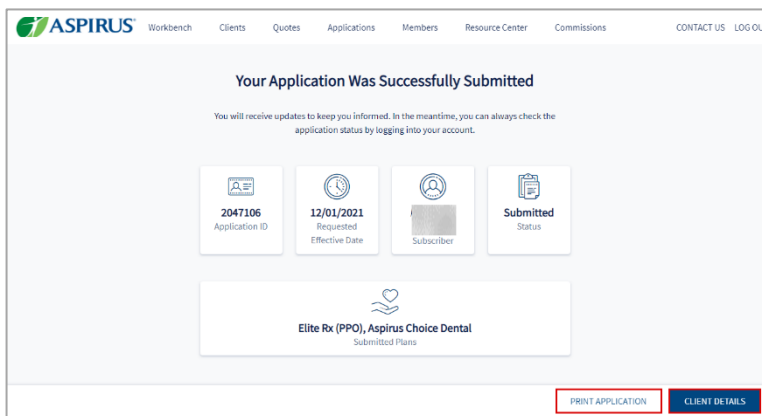 ASPIRUS Workbench Clients Quotes Applications Members Resource Center Commissions CONTACT US LOG OU
Your Application Was Successfully Submitted
You will receive updates to keep you informed. In the meantime, you can always check the
application status by logging into your account.
2047106
Application ID
12/01/2021
Requested
Effective Date
Subscriber
Submitted
Status
Elite Rx (PPO), Aspirus Choice Dental
Submitted Plans
PRINT APPLICATION CLIENT DETAILS